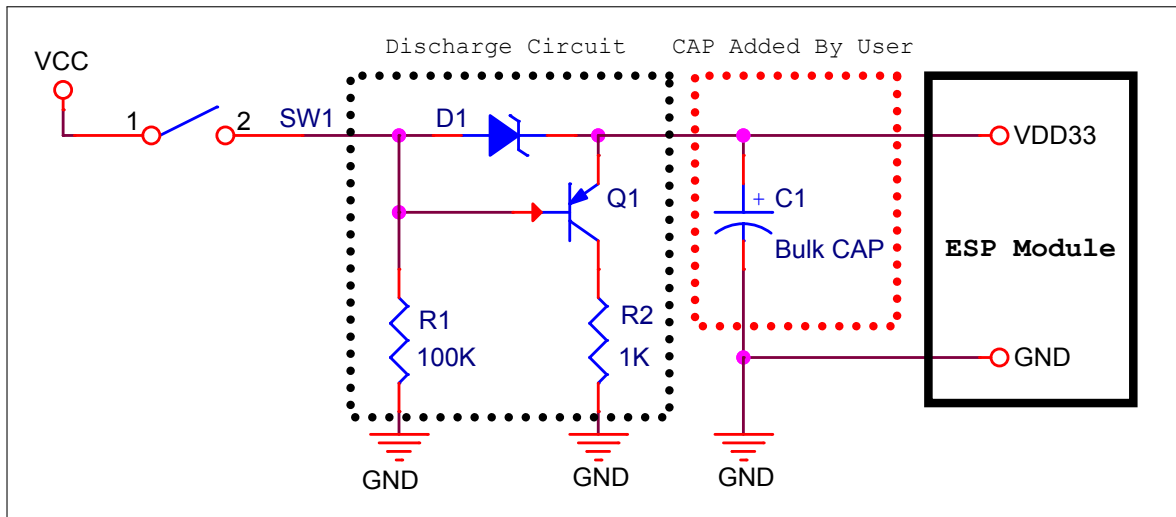 Discharge Circuit
CAP Added By User
VCC
1
2
SW1
D1
VDD33
Q1
+
C1
Bulk CAP
ESP Module
R1
100K
R2
1K
GND
GND
GND
GND